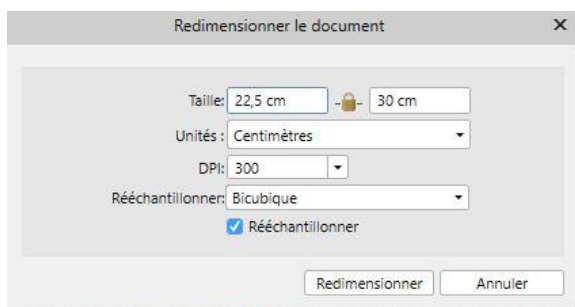 Redimensionner le document
Taille: 22,5 cm 30 cm
Unités : Centimètres
DPI: 300
Rééchantillonner: Bicubique
Rééchantillonner
Redimensionner Annuler